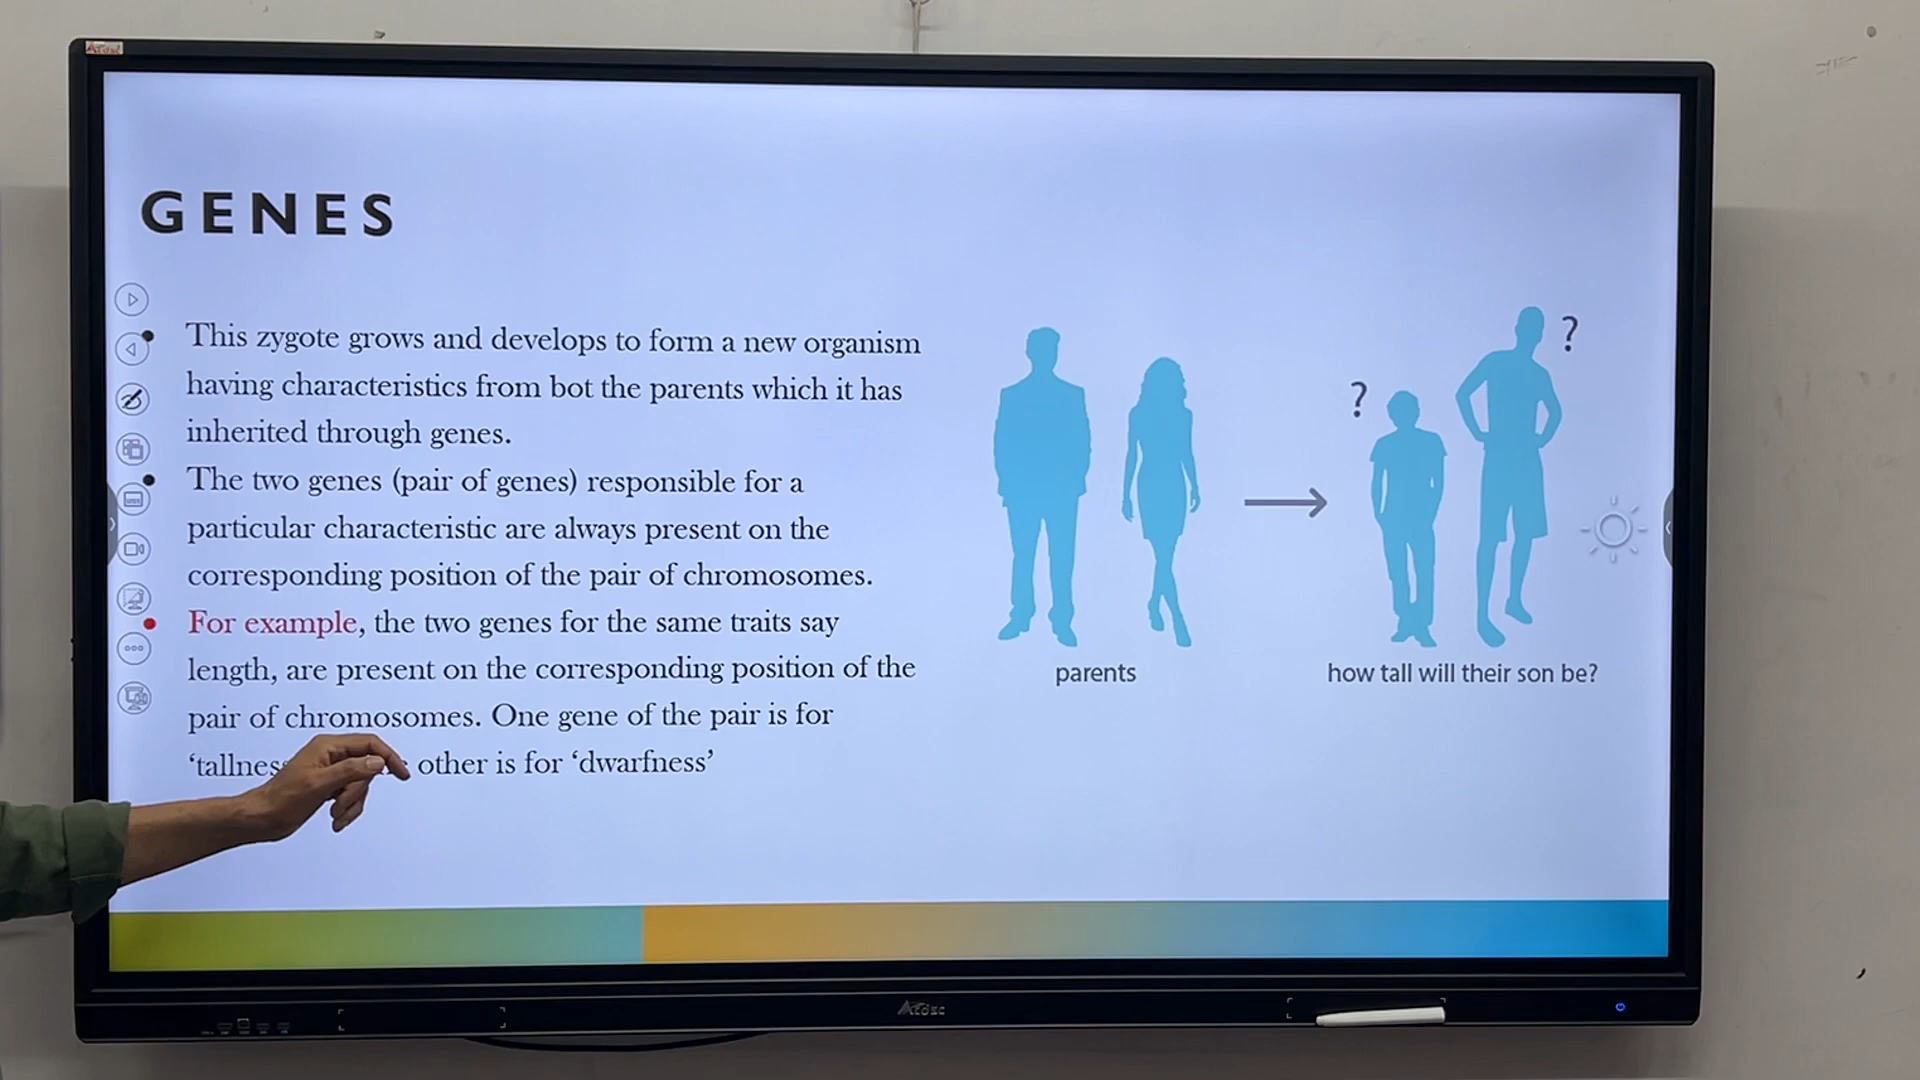 Atosc
GENES
This zygote grows and develops to form a new organism
having characteristics from bot the parents which it has
inherited through genes.
The two genes (pair of genes) responsible for a
particular characteristic are always present on the
corresponding position of the pair of chromosomes.
For example, the two genes for the same traits say
length, are present on the corresponding position of the
pair of chromosomes. One gene of the pair is for
other is for ‘dwarfness’
?
?
parents
how tall will their son be?
Atosc